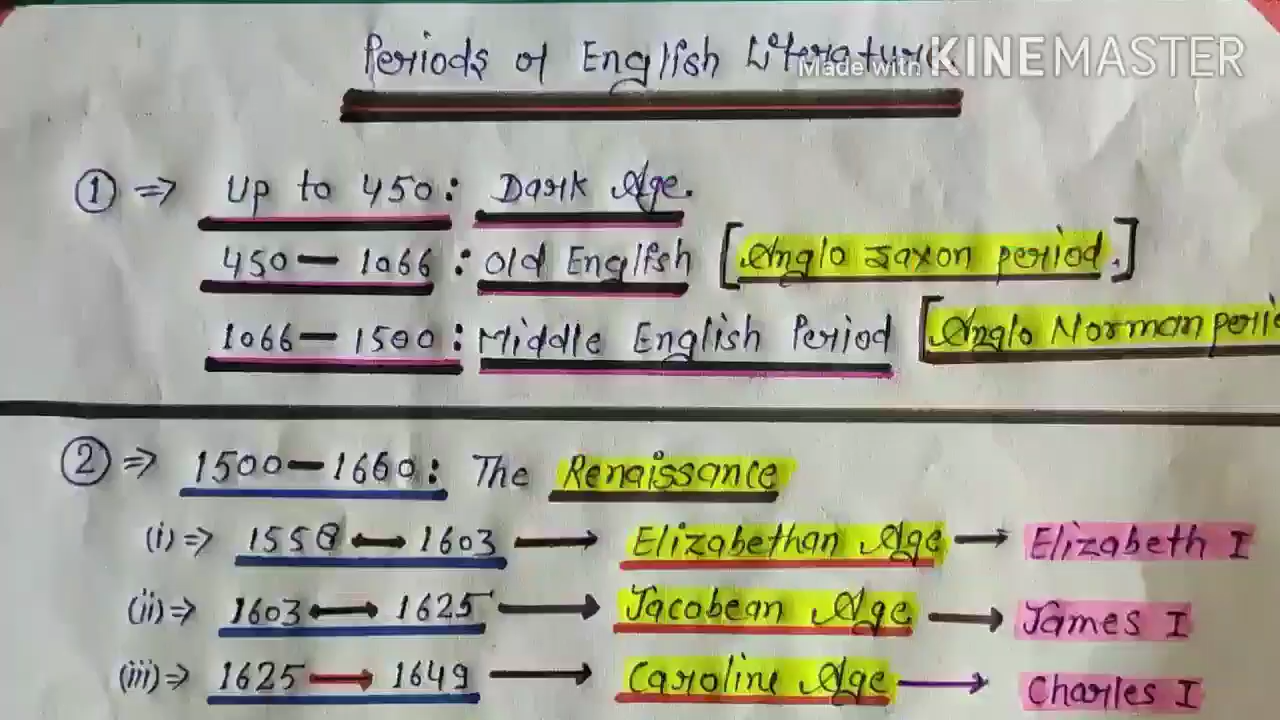 Periods of English Literature.
Made with KINEMASTER
① ⇒ Up to 450: Dark Age.
450 — 1066 : Old English [Anglo Saxon period.]
1066 — 1500 : Middle English Period [Anglo Norman perio
② ⇒ 1500 — 1660: The Renaissance
(i) ⇒ 1558 ↔ 1603 → Elizabethan Age → Elizabeth I
(ii) ⇒ 1603 ↔ 1625 → Jacobean Age → James I
(iii) ⇒ 1625 → 1649 → Caroline Age → Charles I